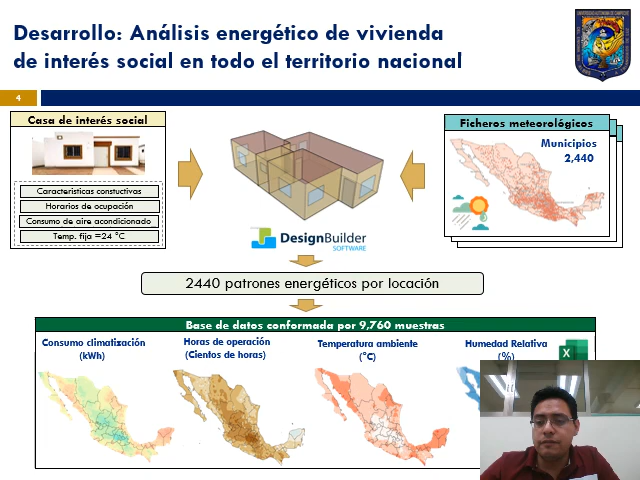 Desarrollo: Análisis energético de vivienda
de interés social en todo el territorio nacional
4
Casa de interés social
Características constuctivas
Horarios de ocupación
Consumo de aire acondicionado
Temp. fija =24 °C
DesignBuilder
SOFTWARE
Ficheros meteorológicos
Municipios
2,440
2440 patrones energéticos por locación
Base de datos conformada por 9,760 muestras
Consumo climatización
(kWh)
Horas de operación
(Cientos de horas)
Temperatura ambiente
(°C)
Humedad Relativa
(%)
X